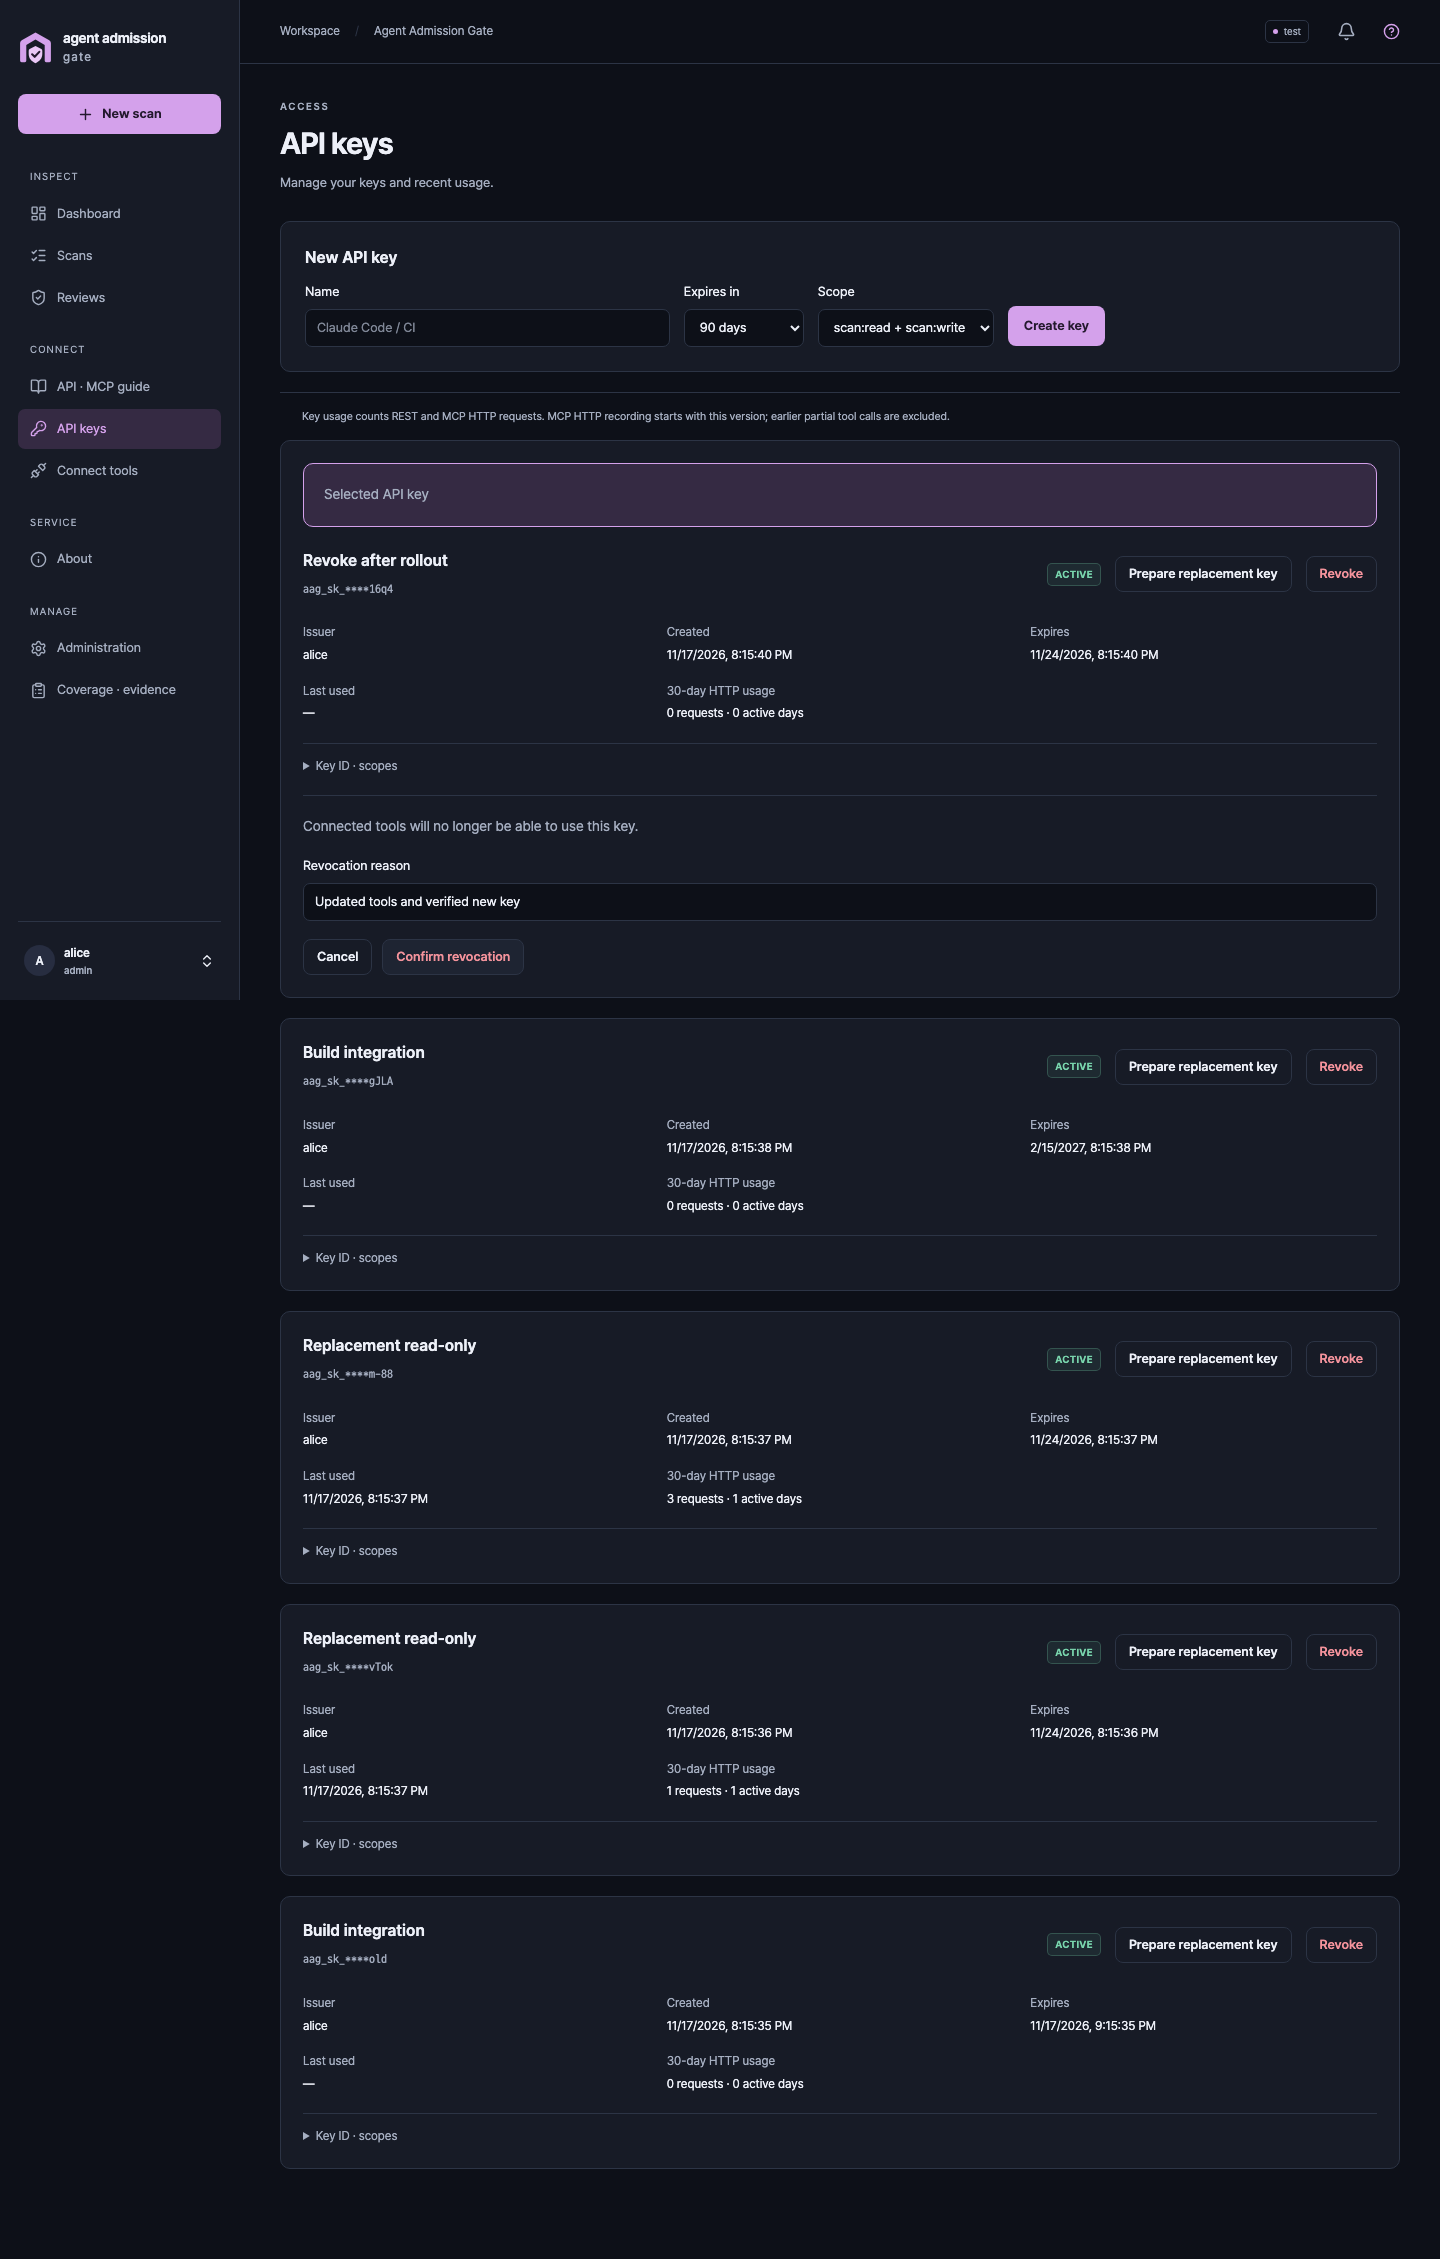 agent admission
gate
New scan
INSPECT
Dashboard
Scans
Reviews
CONNECT
API · MCP guide
API keys
Connect tools
SERVICE
About
MANAGE
Administration
Coverage · evidence
A
alice
admin
Workspace / Agent Admission Gate
test
ACCESS
API keys
Manage your keys and recent usage.
New API key
Name
Expires in
Scope
Claude Code / CI
90 days
scan:read + scan:write
Create key
Key usage counts REST and MCP HTTP requests. MCP HTTP recording starts with this version; earlier partial tool calls are excluded.
Selected API key
Revoke after rollout
aag_sk_****16q4
ACTIVE
Prepare replacement key
Revoke
Issuer
Created
Expires
alice
11/17/2026, 8:15:40 PM
11/24/2026, 8:15:40 PM
Last used
30-day HTTP usage
—
0 requests · 0 active days
Key ID · scopes
Connected tools will no longer be able to use this key.
Revocation reason
Updated tools and verified new key
Cancel
Confirm revocation
Build integration
aag_sk_****gJLA
ACTIVE
Prepare replacement key
Revoke
Issuer
Created
Expires
alice
11/17/2026, 8:15:38 PM
2/15/2027, 8:15:38 PM
Last used
30-day HTTP usage
—
0 requests · 0 active days
Key ID · scopes
Replacement read-only
aag_sk_****m-88
ACTIVE
Prepare replacement key
Revoke
Issuer
Created
Expires
alice
11/17/2026, 8:15:37 PM
11/24/2026, 8:15:37 PM
Last used
30-day HTTP usage
11/17/2026, 8:15:37 PM
3 requests · 1 active days
Key ID · scopes
Replacement read-only
aag_sk_****vTok
ACTIVE
Prepare replacement key
Revoke
Issuer
Created
Expires
alice
11/17/2026, 8:15:36 PM
11/24/2026, 8:15:36 PM
Last used
30-day HTTP usage
11/17/2026, 8:15:37 PM
1 requests · 1 active days
Key ID · scopes
Build integration
aag_sk_****old
ACTIVE
Prepare replacement key
Revoke
Issuer
Created
Expires
alice
11/17/2026, 8:15:35 PM
11/17/2026, 9:15:35 PM
Last used
30-day HTTP usage
—
0 requests · 0 active days
Key ID · scopes